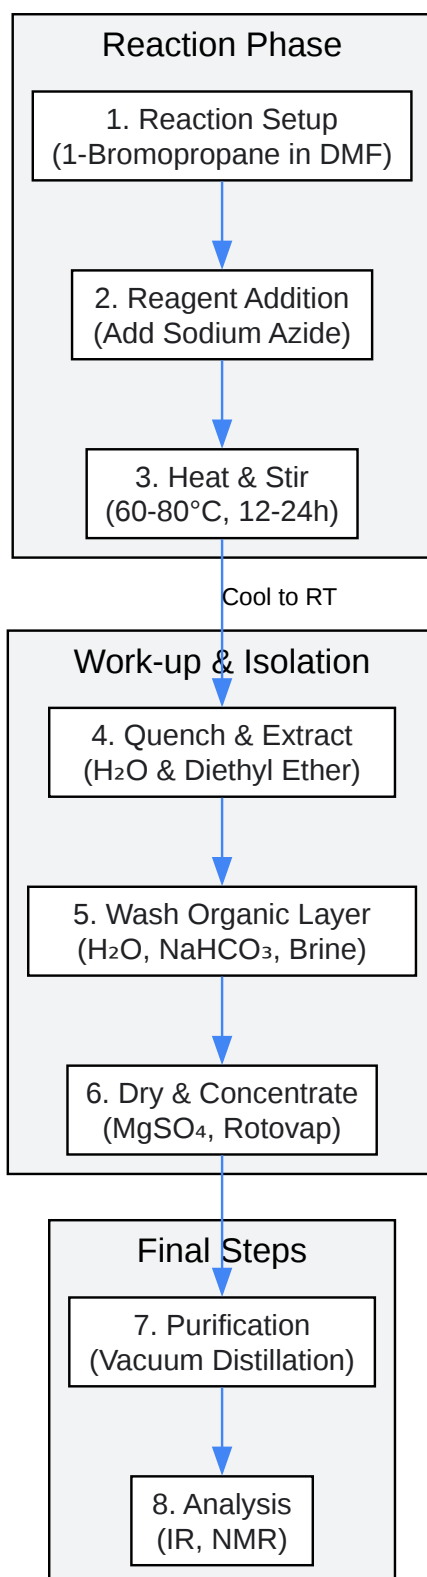 Reaction Phase
1. Reaction Setup
(1-Bromopropane in DMF)
2. Reagent Addition
(Add Sodium Azide)
3. Heat & Stir
(60-80°C, 12-24h)
Cool to RT
Work-up & Isolation
4. Quench & Extract
(H₂O & Diethyl Ether)
5. Wash Organic Layer
(H₂O, NaHCO₃, Brine)
6. Dry & Concentrate
(MgSO₄, Rotovap)
Final Steps
7. Purification
(Vacuum Distillation)
8. Analysis
(IR, NMR)